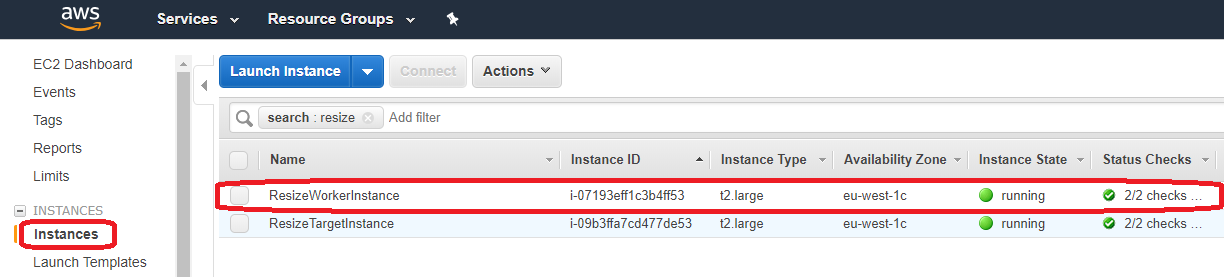 aws Services Resource Groups
EC2 Dashboard
Events
Tags
Reports
Limits
INSTANCES
Instances
Launch Templates
Launch Instance Connect Actions
search : resize Add filter
Name Instance ID Instance Type Availability Zone Instance State Status Checks
ResizeWorkerInstance i-07193eff1c3b4ff53 t2.large eu-west-1c running 2/2 checks ...
ResizeTargetInstance i-09b3ffa7cd477de53 t2.large eu-west-1c running 2/2 checks ...